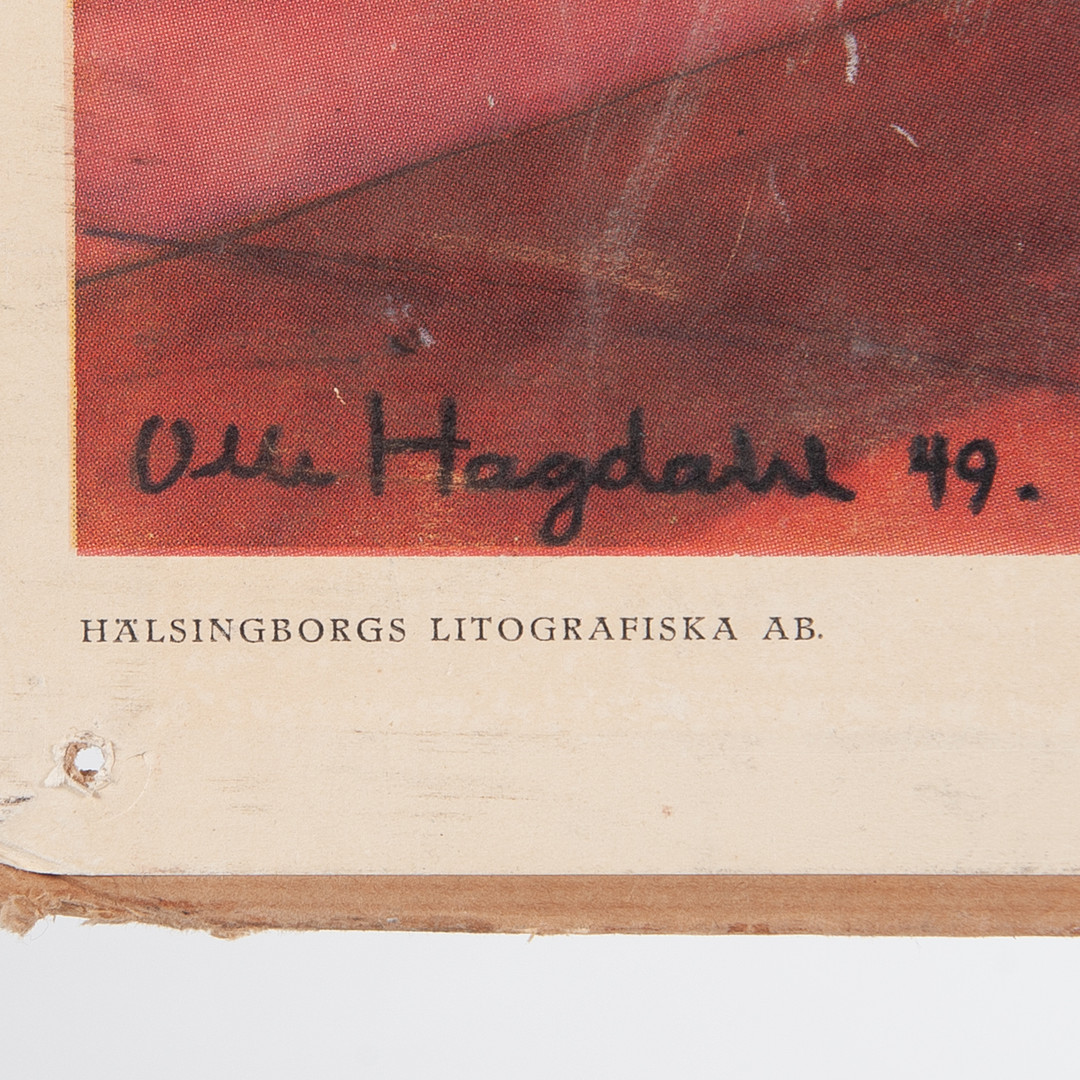 Olle Hagdahl 49.
HÄLSINGBORGS LITOGRAFISKA AB.